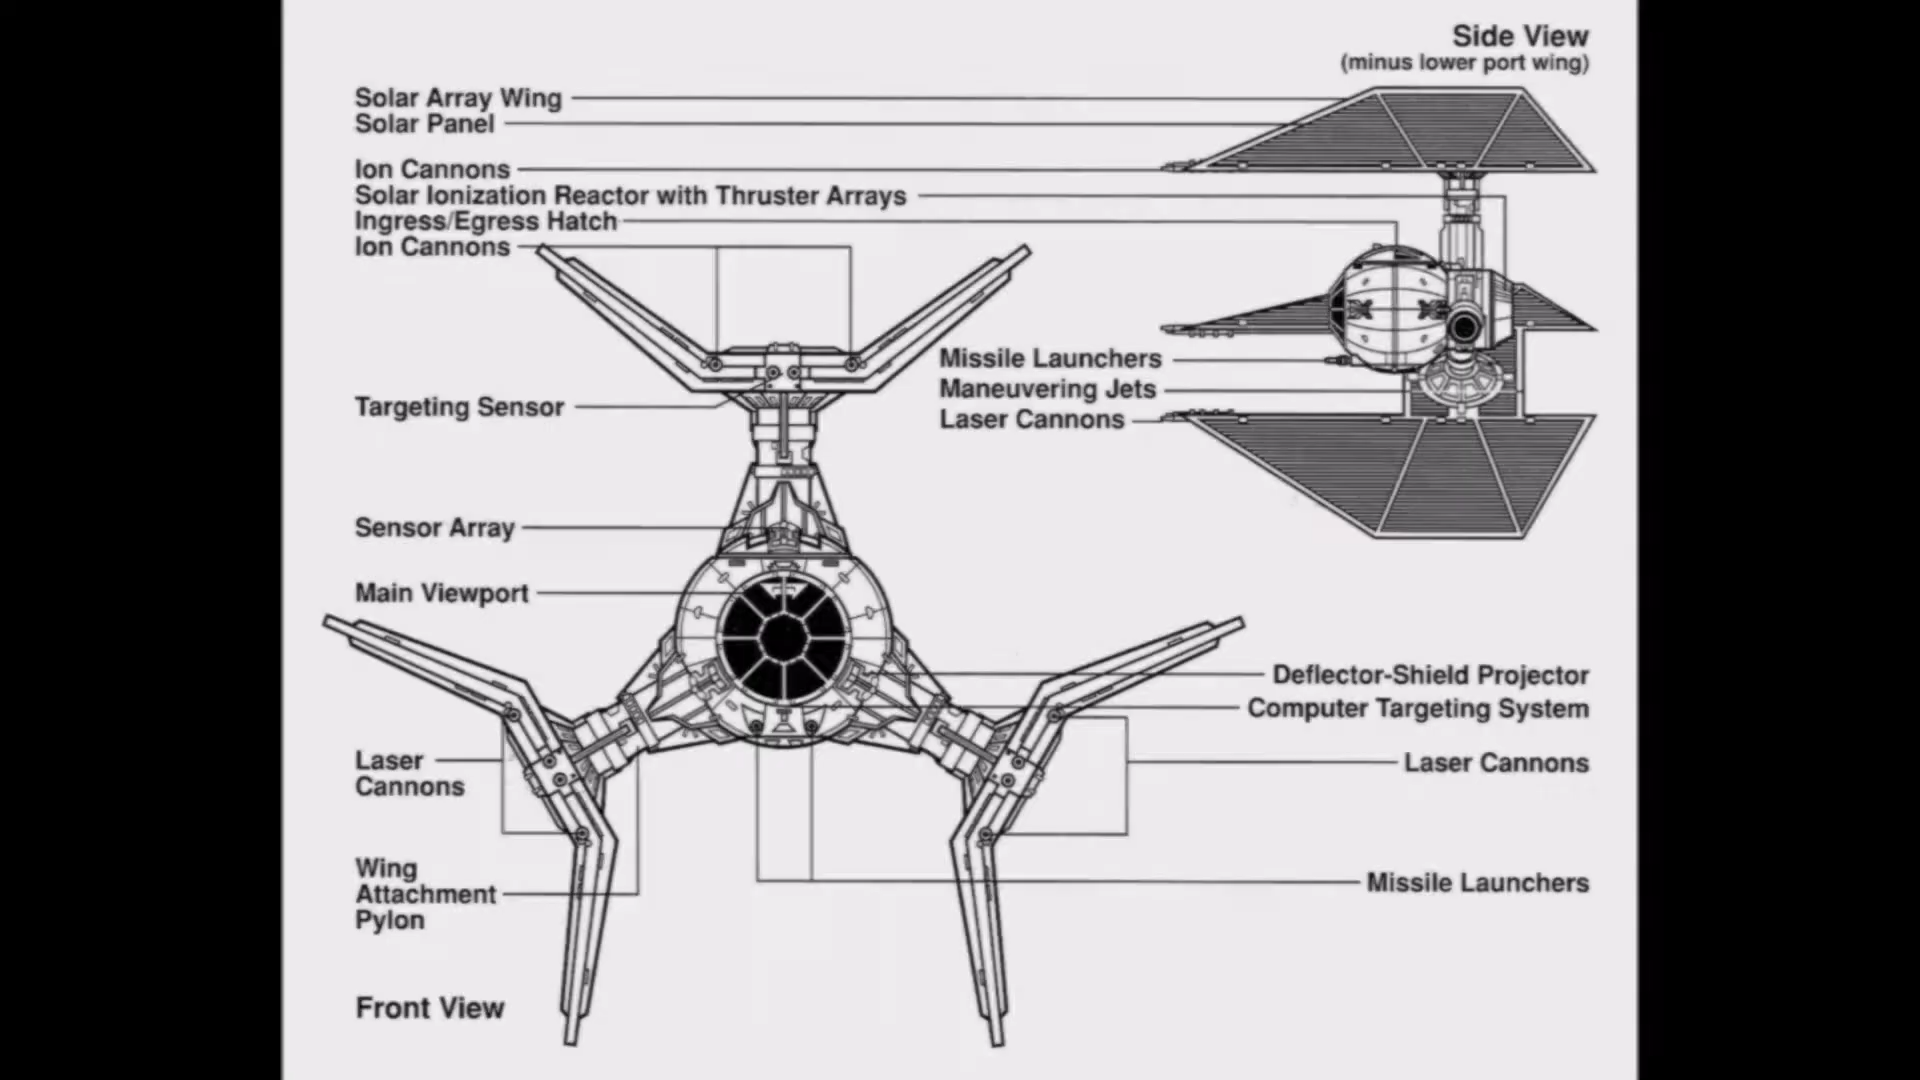 Side View
(minus lower port wing)
Solar Array Wing
Solar Panel
Ion Cannons
Solar Ionization Reactor with Thruster Arrays
Ingress/Egress Hatch
Ion Cannons
Missile Launchers
Maneuvering Jets
Laser Cannons
Targeting Sensor
Sensor Array
Main Viewport
Deflector-Shield Projector
Computer Targeting System
Laser
Cannons
Laser Cannons
Wing
Attachment
Pylon
Missile Launchers
Front View